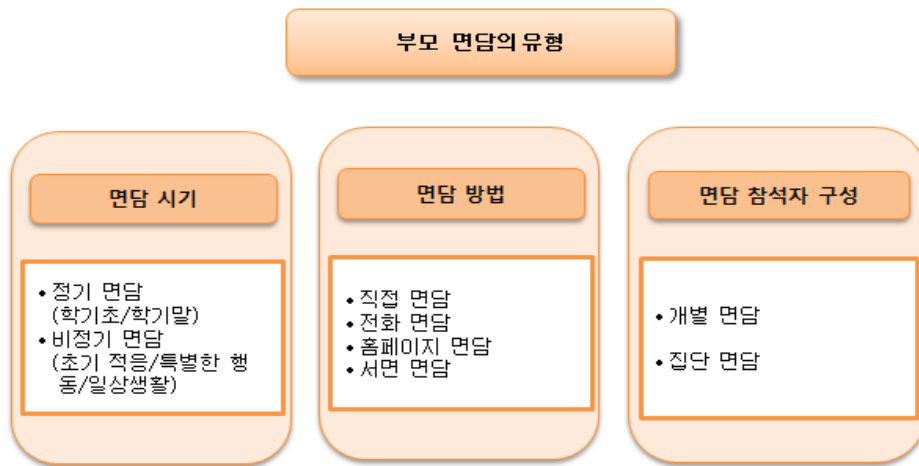 부모 면담의 유형
면담 시기
• 정기 면담
(학기초/학기말)
• 비정기 면담
(초기 적응/특별한 행
동/일상생활)
면담 방법
• 직접 면담
• 전화 면담
• 홈페이지 면담
• 서면 면담
면담 참석자 구성
• 개별 면담
• 집단 면담